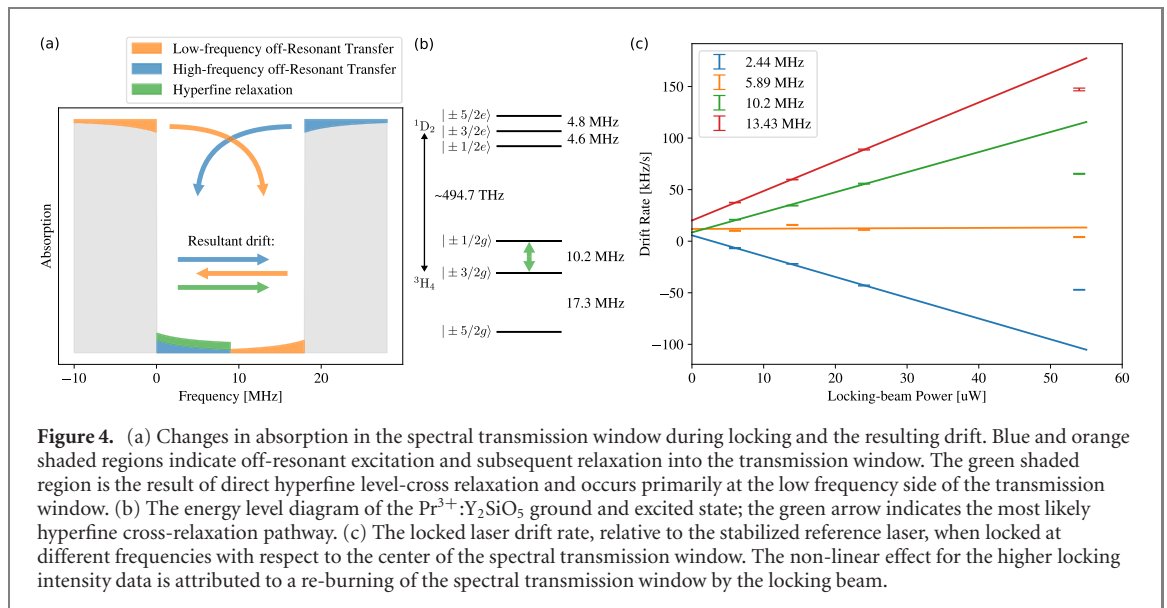 (a)
Low-frequency off-Resonant Transfer
High-frequency off-Resonant Transfer
Hyperfine relaxation
Absorption
Resultant drift:
−10
0
10
20
Frequency [MHz]
(b)
| ± 5/2e⟩
¹D₂
| ± 3/2e⟩
| ± 1/2e⟩
4.8 MHz
4.6 MHz
~494.7 THz
| ± 1/2g⟩
10.2 MHz
| ± 3/2g⟩
³H₄
17.3 MHz
| ± 5/2g⟩
(c)
2.44 MHz
5.89 MHz
10.2 MHz
13.43 MHz
Drift Rate [kHz/s]
150
100
50
0
−50
−100
0
10
20
30
40
50
60
Locking-beam Power [uW]
Figure 4. (a) Changes in absorption in the spectral transmission window during locking and the resulting drift. Blue and orange
shaded regions indicate off-resonant excitation and subsequent relaxation into the transmission window. The green shaded
region is the result of direct hyperfine level-cross relaxation and occurs primarily at the low frequency side of the transmission
window. (b) The energy level diagram of the Pr³⁺:Y₂SiO₅ ground and excited state; the green arrow indicates the most likely
hyperfine cross-relaxation pathway. (c) The locked laser drift rate, relative to the stabilized reference laser, when locked at
different frequencies with respect to the center of the spectral transmission window. The non-linear effect for the higher locking
intensity data is attributed to a re-burning of the spectral transmission window by the locking beam.